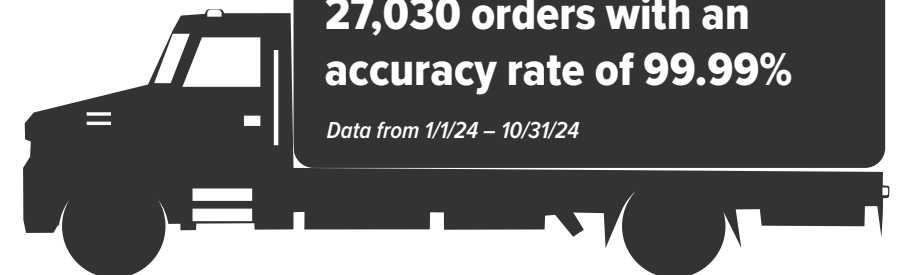 27,030 orders with an
accuracy rate of 99.99%
Data from 1/1/24 – 10/31/24